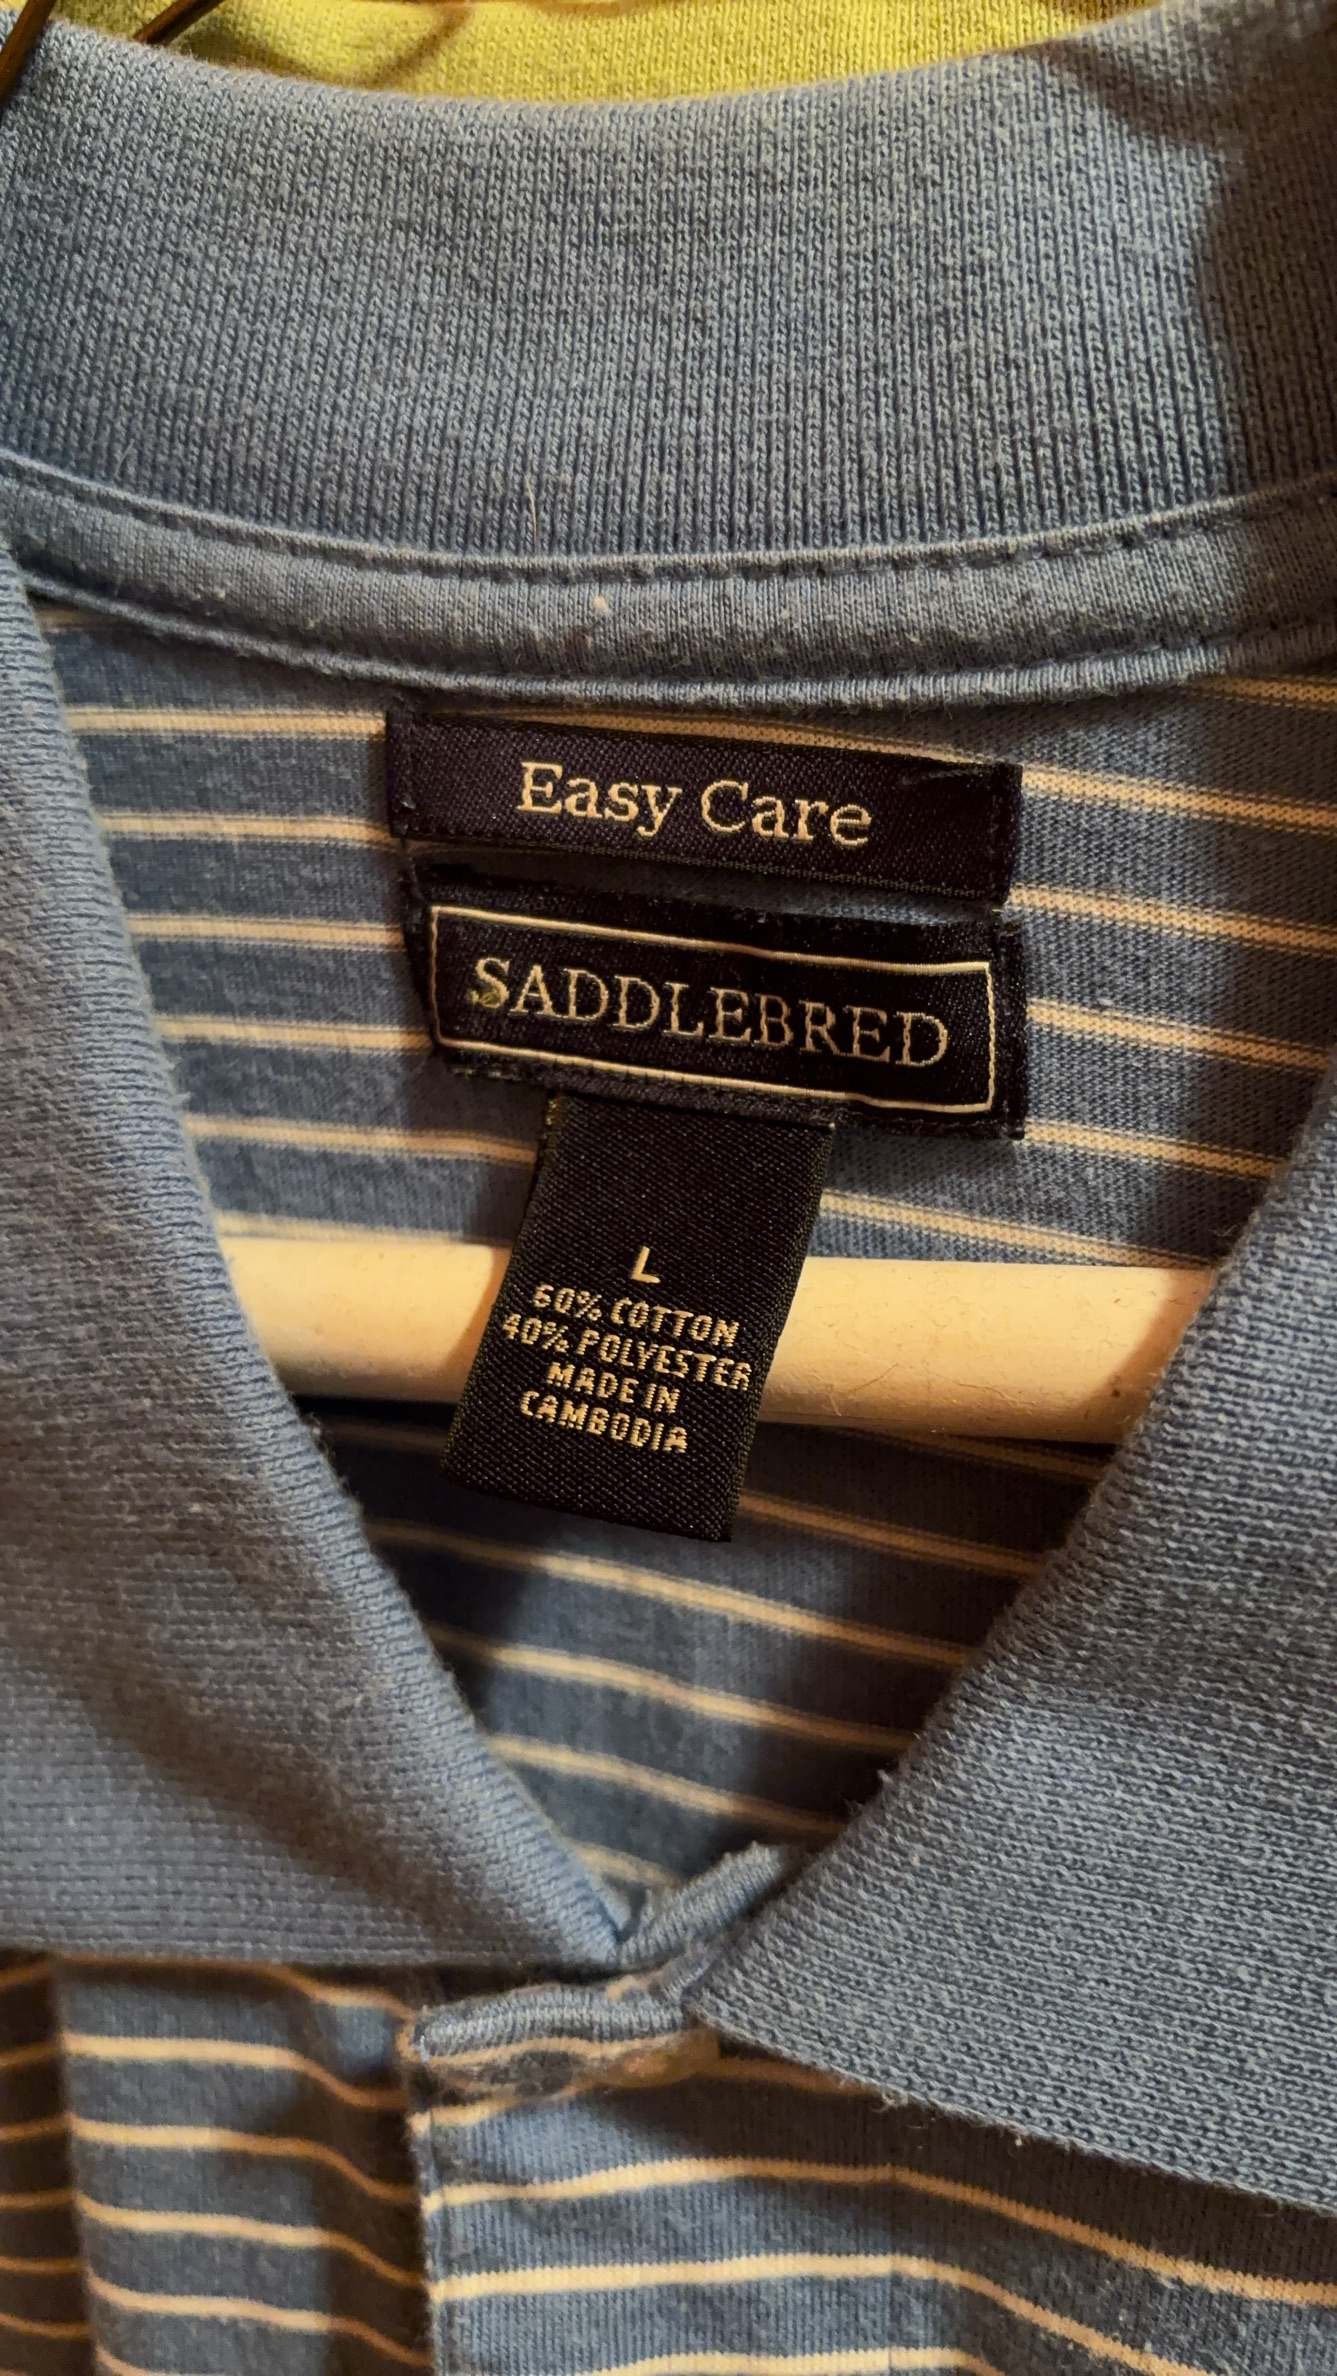 Easy Care
SADDLEBRED
L
60% COTTON
40% POLYESTER
MADE IN
CAMBODIA